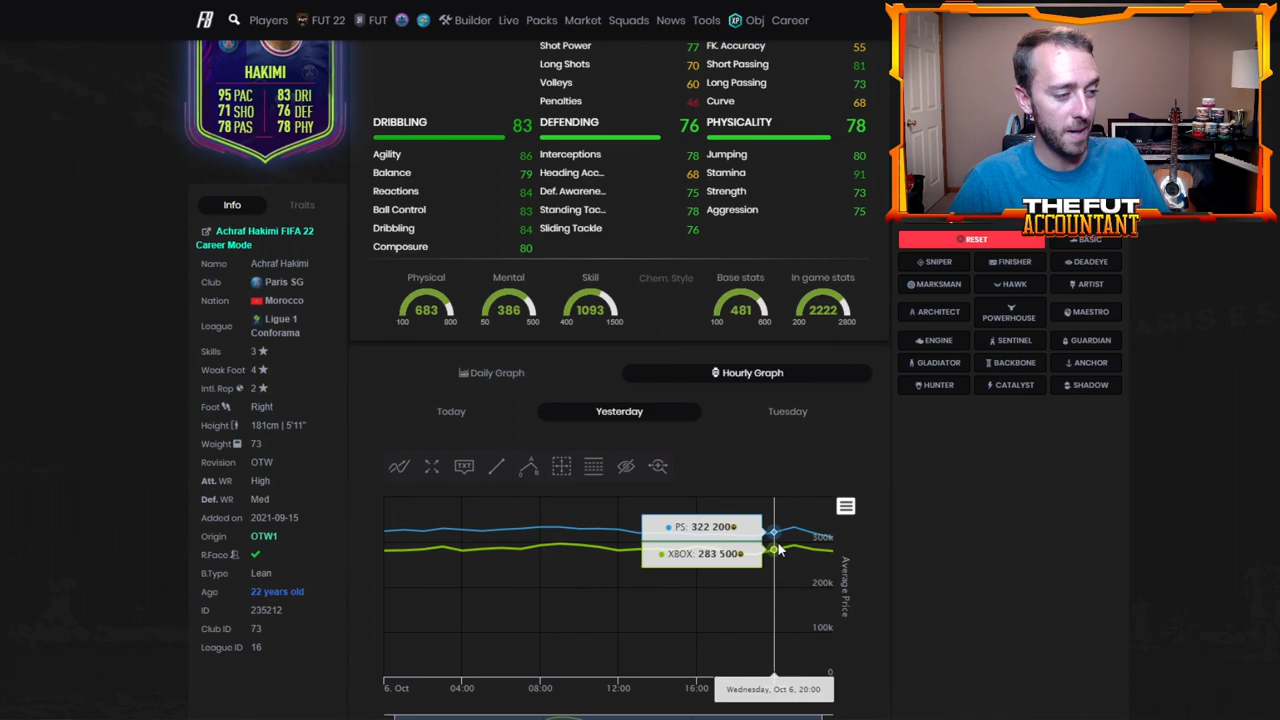 FB Players FUT 22 FUT Builder Live Packs Market Squads News Tools XP Obj Career
HAKIMI
95 PAC 83 DRI
71 SHO 76 DEF
78 PAS 78 PHY
Shot Power 77 FK. Accuracy 55
Long Shots 70 Short Passing 81
Volleys 60 Long Passing 73
Penalties 46 Curve 68
DRIBBLING 83 DEFENDING 76 PHYSICALITY 78
Agility 86 Interceptions 78 Jumping 80
Balance 79 Heading Acc... 68 Stamina 91
Reactions 84 Def. Awarene... 75 Strength 73
Ball Control 83 Standing Tac... 78 Aggression 75
Dribbling 84 Sliding Tackle 76
Composure 80
Physical Mental Skill Chem. Style Base stats In game stats
683 386 1093 481 2222
100 800 50 500 400 1500 100 600 200 2800
Info Traits
Achraf Hakimi FIFA 22
Career Mode
Name Achraf Hakimi
Club Paris SG
Nation Morocco
League Ligue 1
Conforama
Skills 3
Weak Foot 4
Intl. Rep 2
Foot Right
Height 181cm | 5'11"
Weight 73
Revision OTW
Att. WR High
Def. WR Med
Added on 2021-09-15
Origin OTW1
R.Face
B.Type Lean
Age 22 years old
ID 235212
Club ID 73
League ID 16
Daily Graph Hourly Graph
Today Yesterday Tuesday
TXT
PS: 322 200
XBOX: 283 500
300k
200k
100k
0
Average Price
6. Oct 04:00 08:00 12:00 16:00
Wednesday, Oct 6, 20:00
THE FUT
ACCOUNTANT
RESET BASIC
SNIPER FINISHER DEADEYE
MARKSMAN HAWK ARTIST
ARCHITECT POWERHOUSE MAESTRO
ENGINE SENTINEL GUARDIAN
GLADIATOR BACKBONE ANCHOR
HUNTER CATALYST SHADOW